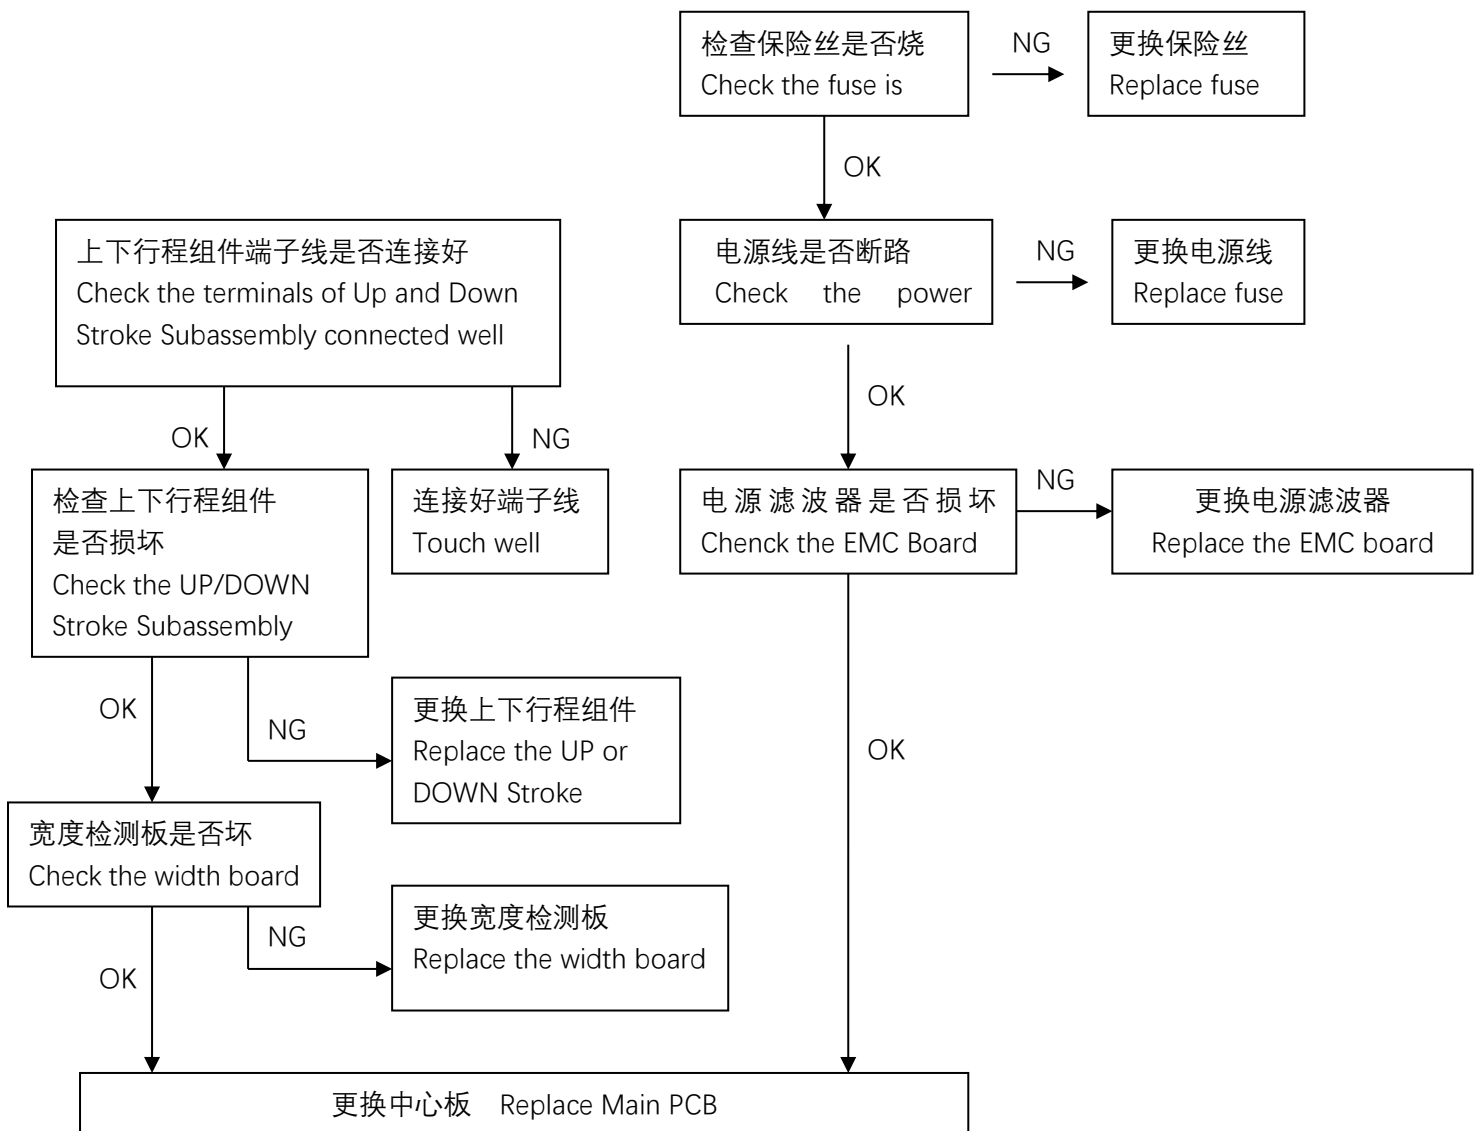 检查保险丝是否烧
Check the fuse is
NG
更换保险丝
Replace fuse
OK
上下行程组件端子线是否连接好
Check the terminals of Up and Down
Stroke Subassembly connected well
电源线是否断路
Check the power
NG
更换电源线
Replace fuse
OK
OK
NG
检查上下行程组件
是否损坏
Check the UP/DOWN
Stroke Subassembly
连接好端子线
Touch well
电源滤波器是否损坏
Chenck the EMC Board
NG
更换电源滤波器
Replace the EMC board
OK
NG
更换上下行程组件
Replace the UP or
DOWN Stroke
OK
宽度检测板是否坏
Check the width board
NG
更换宽度检测板
Replace the width board
OK
更换中心板 Replace Main PCB